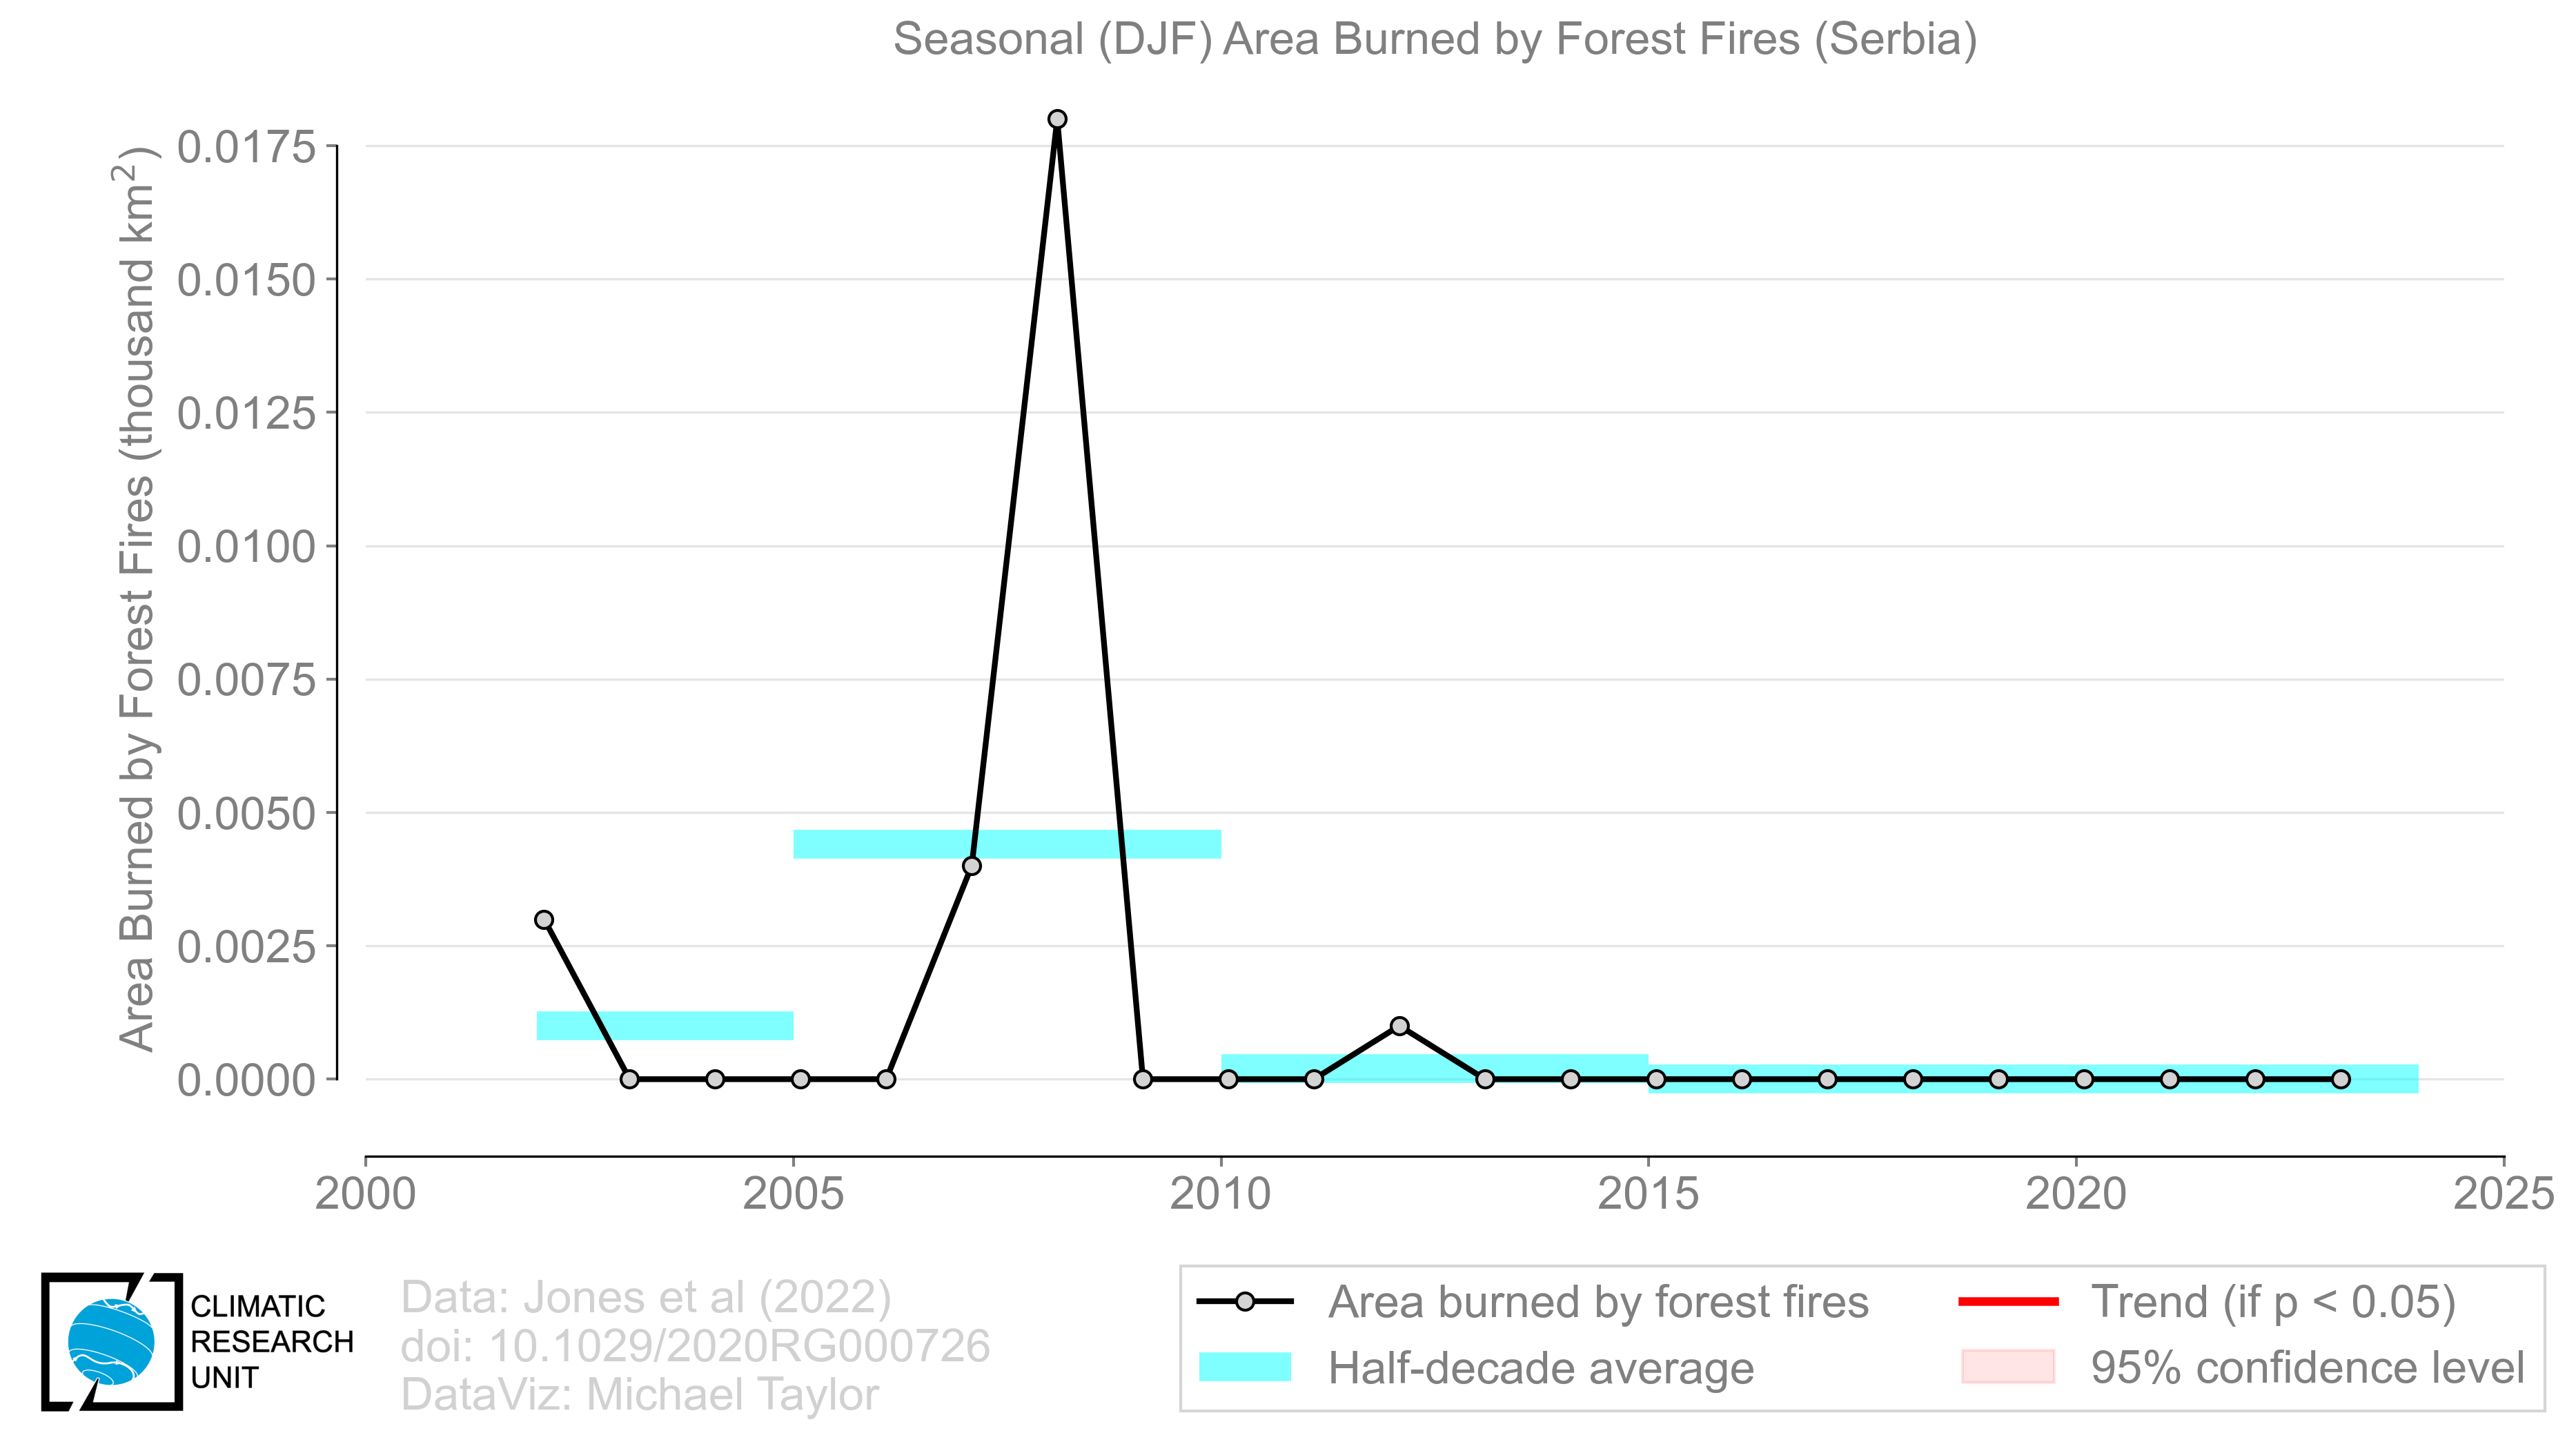 Seasonal (DJF) Area Burned by Forest Fires (Serbia)
Area Burned by Forest Fires (thousand km²)
0.0175
0.0150
0.0125
0.0100
0.0075
0.0050
0.0025
0.0000
2000 2005 2010 2015 2020 2025
CLIMATIC
RESEARCH
UNIT
Data: Jones et al (2022)
doi: 10.1029/2020RG000726
DataViz: Michael Taylor
Area burned by forest fires
Half-decade average
Trend (if p < 0.05)
95% confidence level